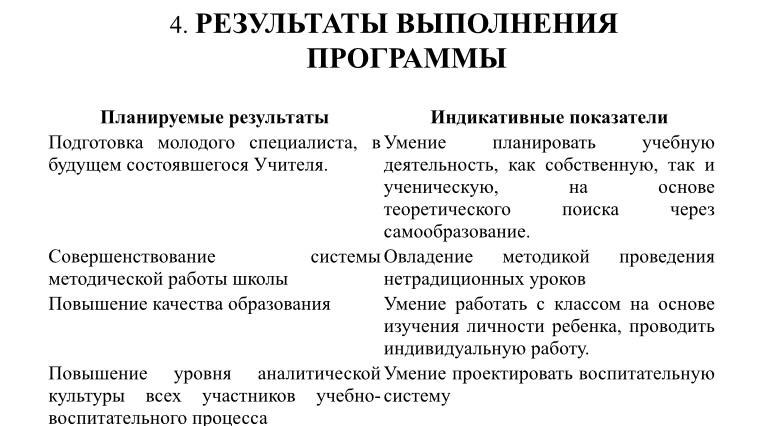 4. РЕЗУЛЬТАТЫ ВЫПОЛНЕНИЯ
ПРОГРАММЫ
Планируемые результаты
Индикативные показатели
Подготовка молодого специалиста, в
будущем состоявшегося Учителя.
Умение планировать учебную
деятельность, как собственную, так и
ученическую, на основе
теоретического поиска через
самообразование.
Совершенствование системы
методической работы школы
Овладение методикой проведения
нетрадиционных уроков
Повышение качества образования
Умение работать с классом на основе
изучения личности ребенка, проводить
индивидуальную работу.
Повышение уровня аналитической
культуры всех участников учебно-
воспитательного процесса
Умение проектировать воспитательную
систему